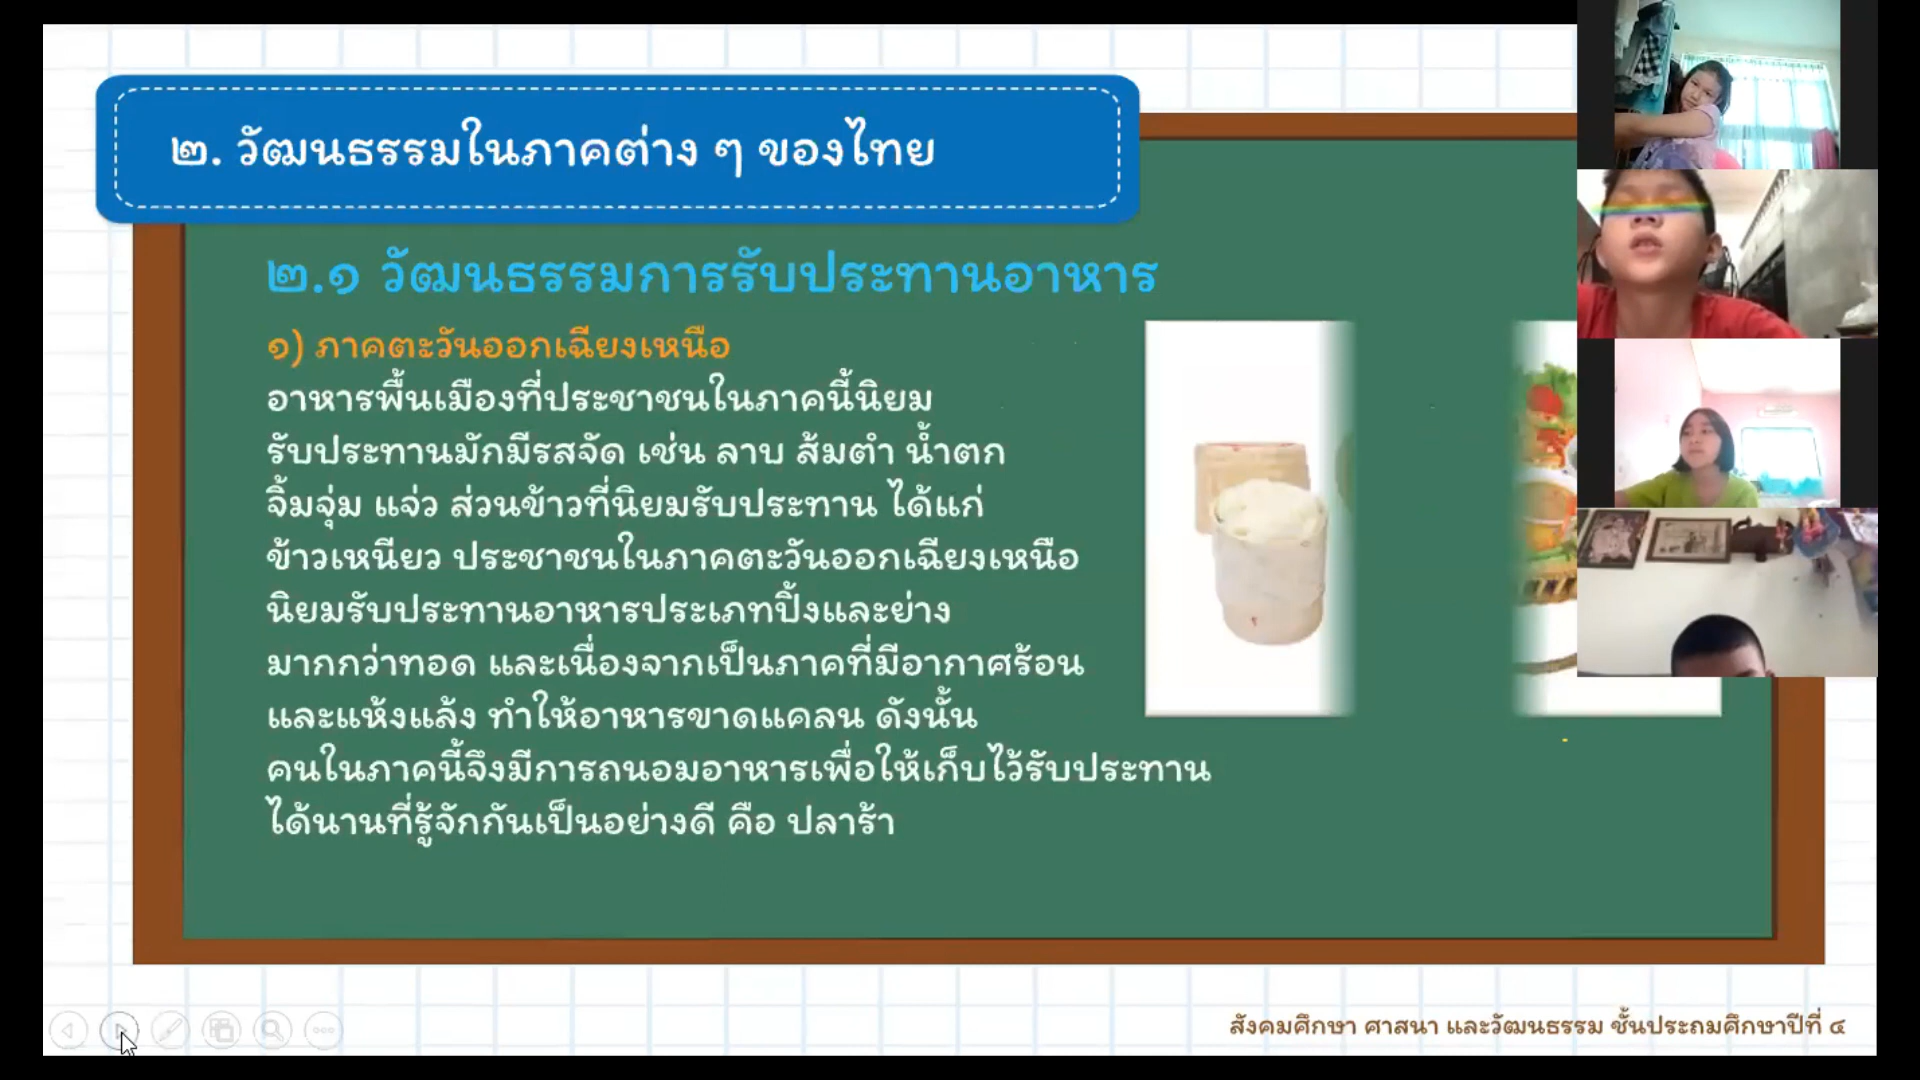 ๒. วัฒนธรรมในภาคต่าง ๆ ของไทย
๒.๑ วัฒนธรรมการรับประทานอาหาร
๑) ภาคตะวันออกเฉียงเหนือ
อาหารพื้นเมืองที่ประชาชนในภาคนี้นิยม
รับประทานมักมีรสจัด เช่น ลาบ ส้มตำ น้ำตก
จิ้มจุ่ม แจ่ว ส่วนข้าวที่นิยมรับประทาน ได้แก่
ข้าวเหนียว ประชาชนในภาคตะวันออกเฉียงเหนือ
นิยมรับประทานอาหารประเภทปิ้งและย่าง
มากกว่าทอด และเนื่องจากเป็นภาคที่มีอากาศร้อน
และแห้งแล้ง ทำให้อาหารขาดแคลน ดังนั้น
คนในภาคนี้จึงมีการถนอมอาหารเพื่อให้เก็บไว้รับประทาน
ได้นานที่รู้จักกันเป็นอย่างดี คือ ปลาร้า
สังคมศึกษา ศาสนา และวัฒนธรรม ชั้นประถมศึกษาปีที่ ๔